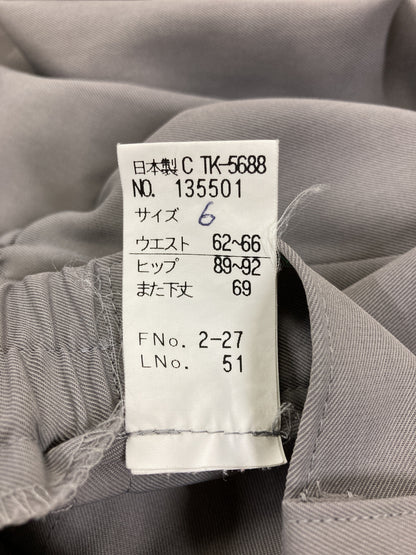 日本製 C TK-5688
NO. 135501
サイズ 6
ウエスト 62~66
ヒップ 89~92
また下丈 69
FNo. 2-27
LNo. 51